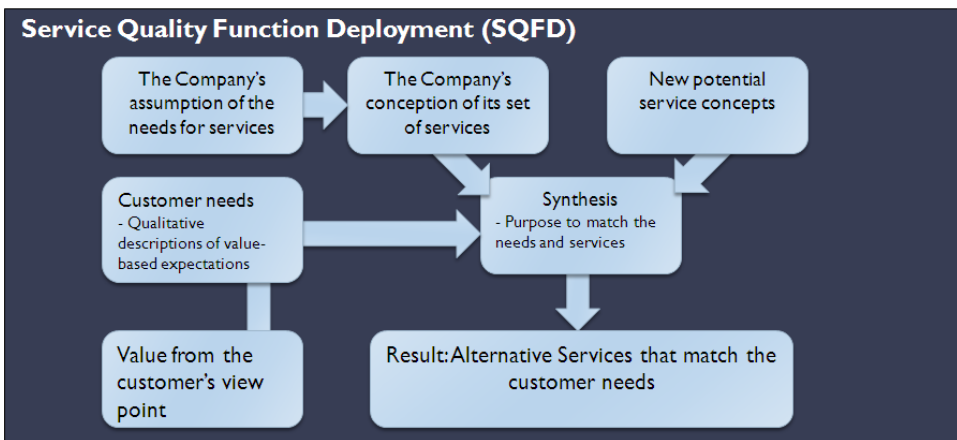 Service Quality Function Deployment (SQFD)
The Company's
assumption of the
needs for services
The Company's
conception of its set
of services
New potential
service concepts
Customer needs
- Qualitative
descriptions of value-
based expectations
Synthesis
- Purpose to match the
needs and services
Value from the
customer's view
point
Result: Alternative Services that match the
customer needs